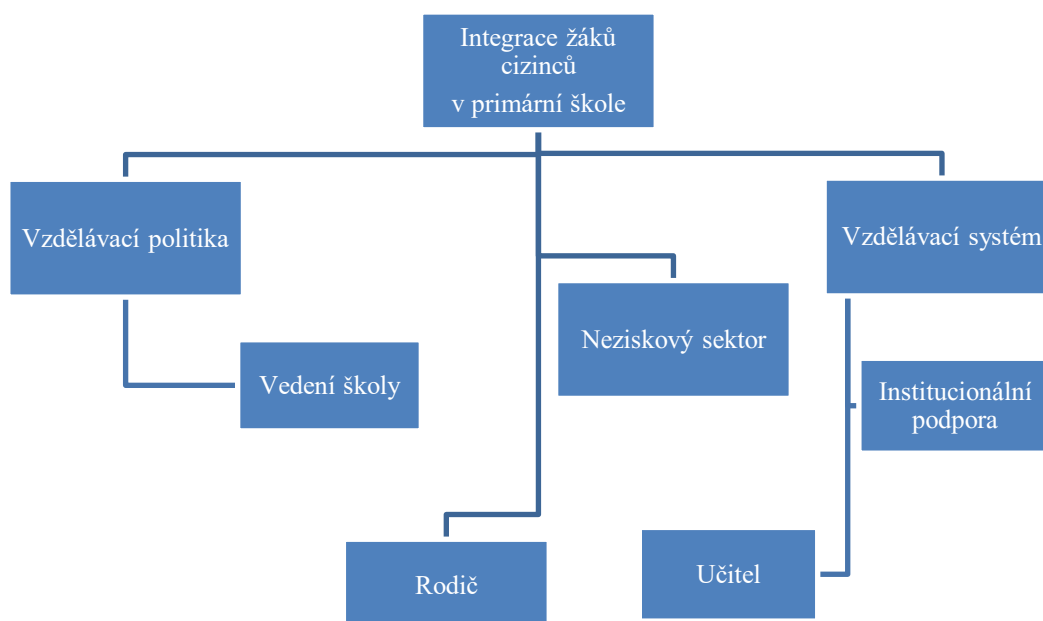 Integrace žáků
cizinců
v primární škole
Vzdělávací politika
Vzdělávací systém
Neziskový sektor
Vedení školy
Institucionální
podpora
Rodič
Učitel